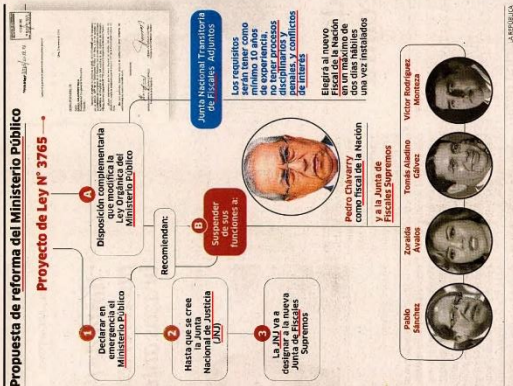 Propuesta de reforma del Ministerio Público
Proyecto de Ley N° 3765
1
Declarar en
emergencia el
Ministerio Público
2
Hasta que se cree
la Junta
Nacional de Justicia
(JNJ)
3
La JNJ va a
designar a la nueva
Junta de Fiscales
Supremos
A
Disposición complementaria
que modifica la
Ley Orgánica del
Ministerio Público
Recomiendan:
B
Suspender
de sus
funciones a:
Pedro Chávarry
como fiscal de la Nación
y a la Junta de
Fiscales Supremos
Junta Nacional Transitoria
de Fiscales Adjuntos
Los requisitos
serán tener como
mínimo 10 años
de experiencia,
no tener procesos
disciplinarios y
penales, y conflictos
de interés
Elegirá al nuevo
Fiscal de la Nación
en un máximo de
dos días hábiles
una vez instalados
Pablo
Sánchez
Zoraida
Ávalos
Tomás Aladino
Gálvez
Víctor Rodríguez
Monteza
LA REPÚBLICA